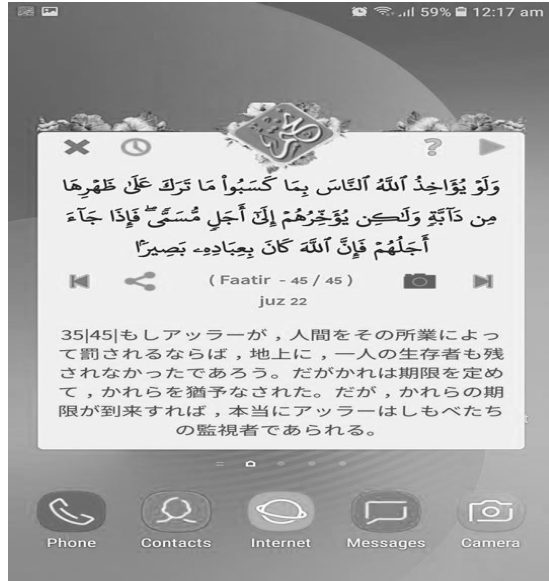 59% 12:17 am
وَلَوْ يُؤَاخِذُ ٱللَّهُ ٱلنَّاسَ بِمَا كَسَبُوا۟ مَا تَرَكَ عَلَىٰ ظَهْرِهَا
مِن دَآبَّةٍ وَلَـٰكِن يُؤَخِّرُهُمْ إِلَىٰٓ أَجَلٍ مُّسَمًّى ۖ فَإِذَا جَآءَ
أَجَلُهُمْ فَإِنَّ ٱللَّهَ كَانَ بِعِبَادِهِۦ بَصِيرًۢا
( Faatir - 45 / 45 )
juz 22
35|45|もしアッラーが，人間をその所業によっ
て罰されるならば，地上に，一人の生存者も残
されなかったであろう。だがかれは期限を定め
て，かれらを猶予なされた。だが，かれらの期
限が到来すれば，本当にアッラーはしもべたち
の監視者であられる。
Phone Contacts Internet Messages Camera